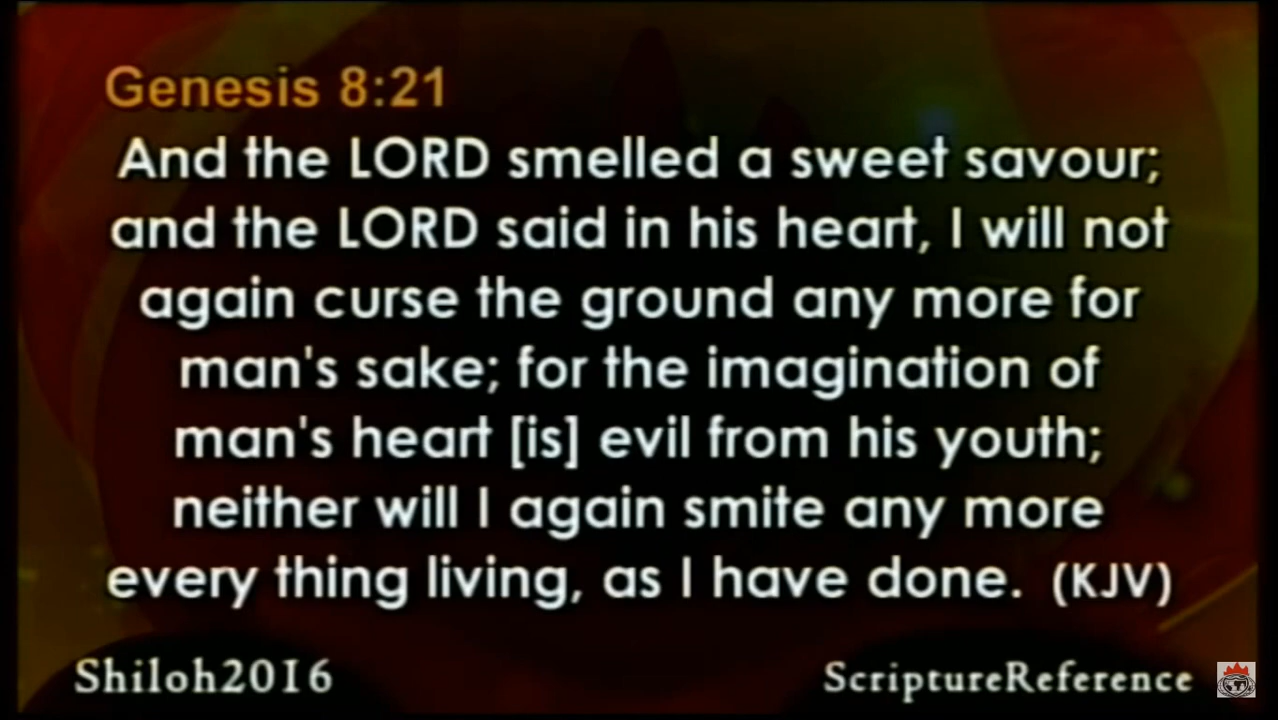 Genesis 8:21
And the LORD smelled a sweet savour;
and the LORD said in his heart, I will not
again curse the ground any more for
man's sake; for the imagination of
man's heart [is] evil from his youth;
neither will I again smite any more
every thing living, as I have done. (KJV)
Shiloh2016
ScriptureReference